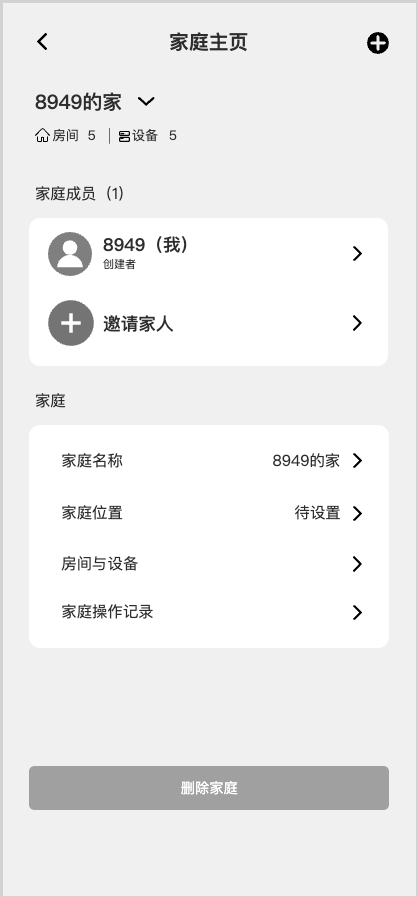 家庭主页
8949的家
房间 5 设备 5
家庭成员（1）
8949（我）
创建者
邀请家人
家庭
家庭名称 8949的家
家庭位置 待设置
房间与设备
家庭操作记录
删除家庭